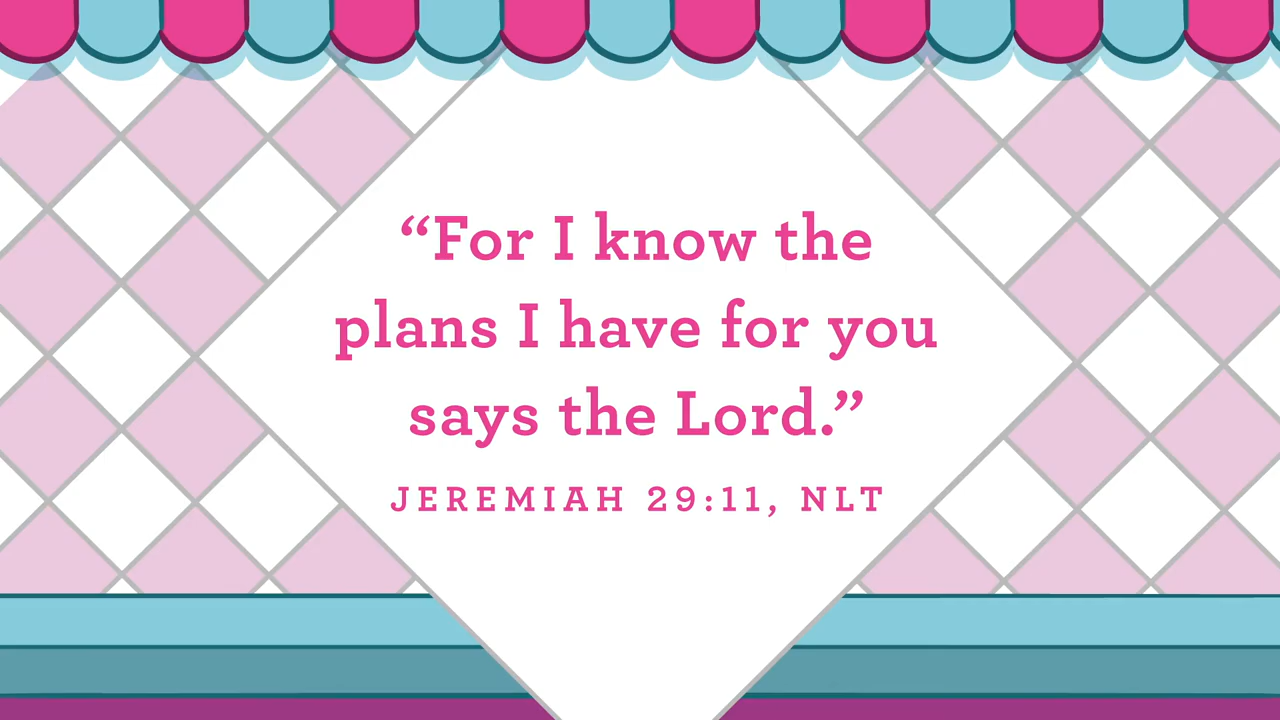 “For I know the
plans I have for you
says the Lord.”
JEREMIAH 29:11, NLT